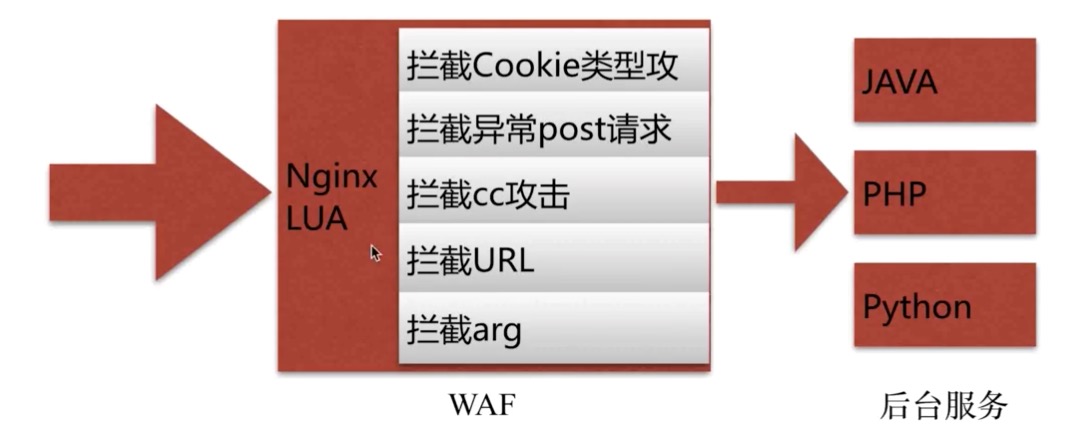 Nginx
LUA
拦截Cookie类型攻
拦截异常post请求
拦截cc攻击
拦截URL
拦截arg
WAF
JAVA
PHP
Python
后台服务